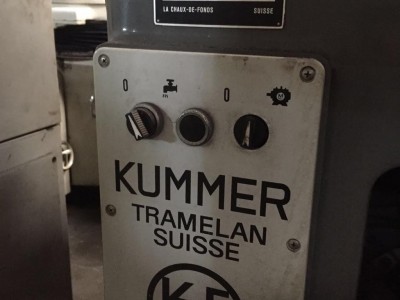 LA CHAUX-DE-FONDS SUISSE
0 0
KUMMER
TRAMELAN
SUISSE